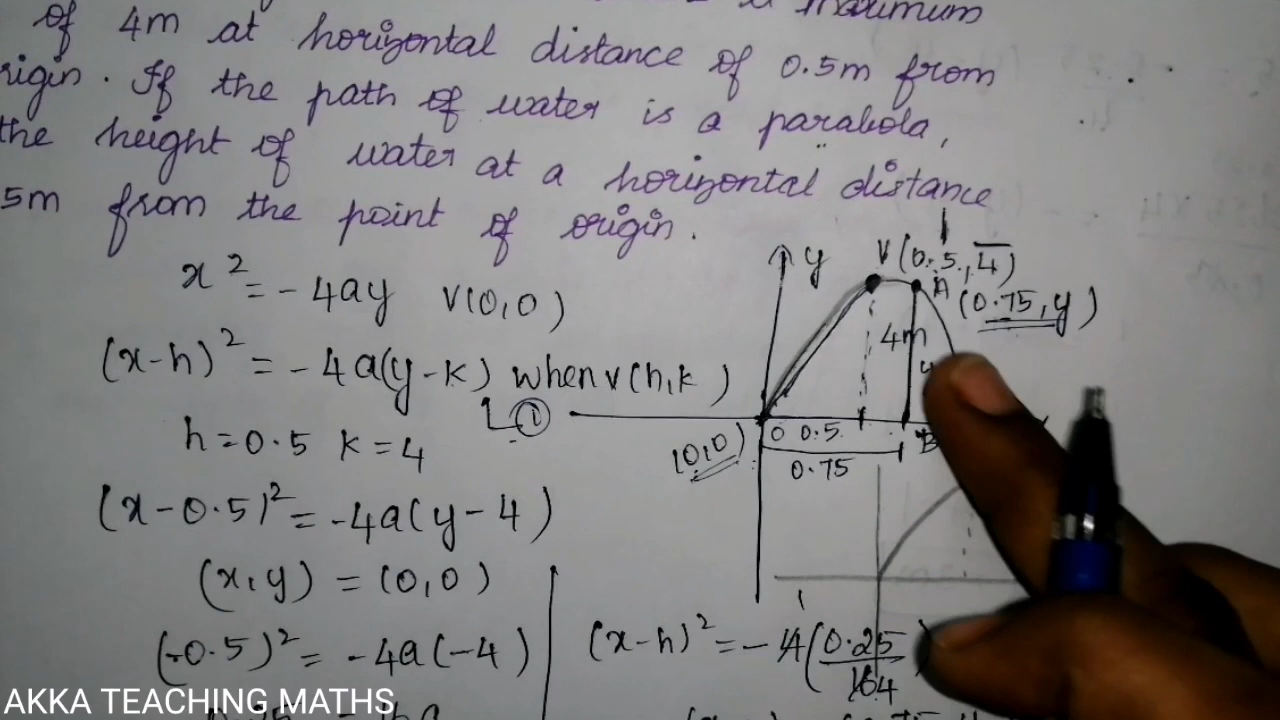 of 4m at horizontal distance of 0.5m from
rigin. If the path of water is a parabola,
the height of water at a horizontal distance
5m from the point of origin.
x² = -4ay V(0,0)
(x-h)² = -4a(y-k) when v(h,k)
①
h = 0.5 k = 4
(x-0.5)² = -4a(y-4)
(x,y) = (0,0)
(-0.5)² = -4a(-4)
y
V(0.5, 4)
A
(0.75, y)
4m
(0,0)
O 0.5
B
0.75
(x-h)² = -4(0.25
AKKA TEACHING MATHS